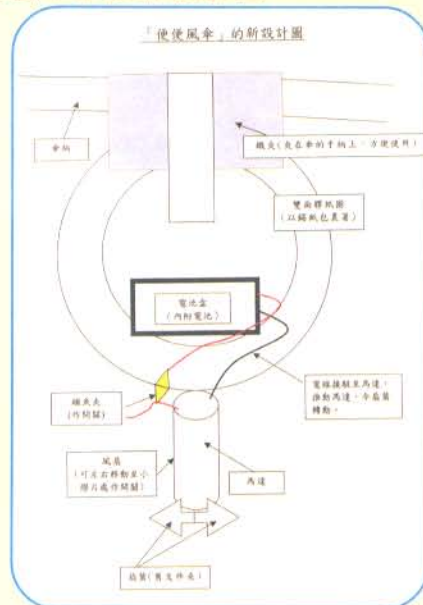 「便便風傘」的新設計圖
傘柄
鐵夾(夾在傘的手柄上，方便使用)
雙面膠紙圈
(以錫紙包裹著)
電池盒
(內附電池)
鱷魚夾
(作開關)
電線接駁至馬達，
推動馬達，令扇葉
轉動。
風扇
(可左右移動至小
膠片處作開關)
馬達
扇葉(舊文件夾)